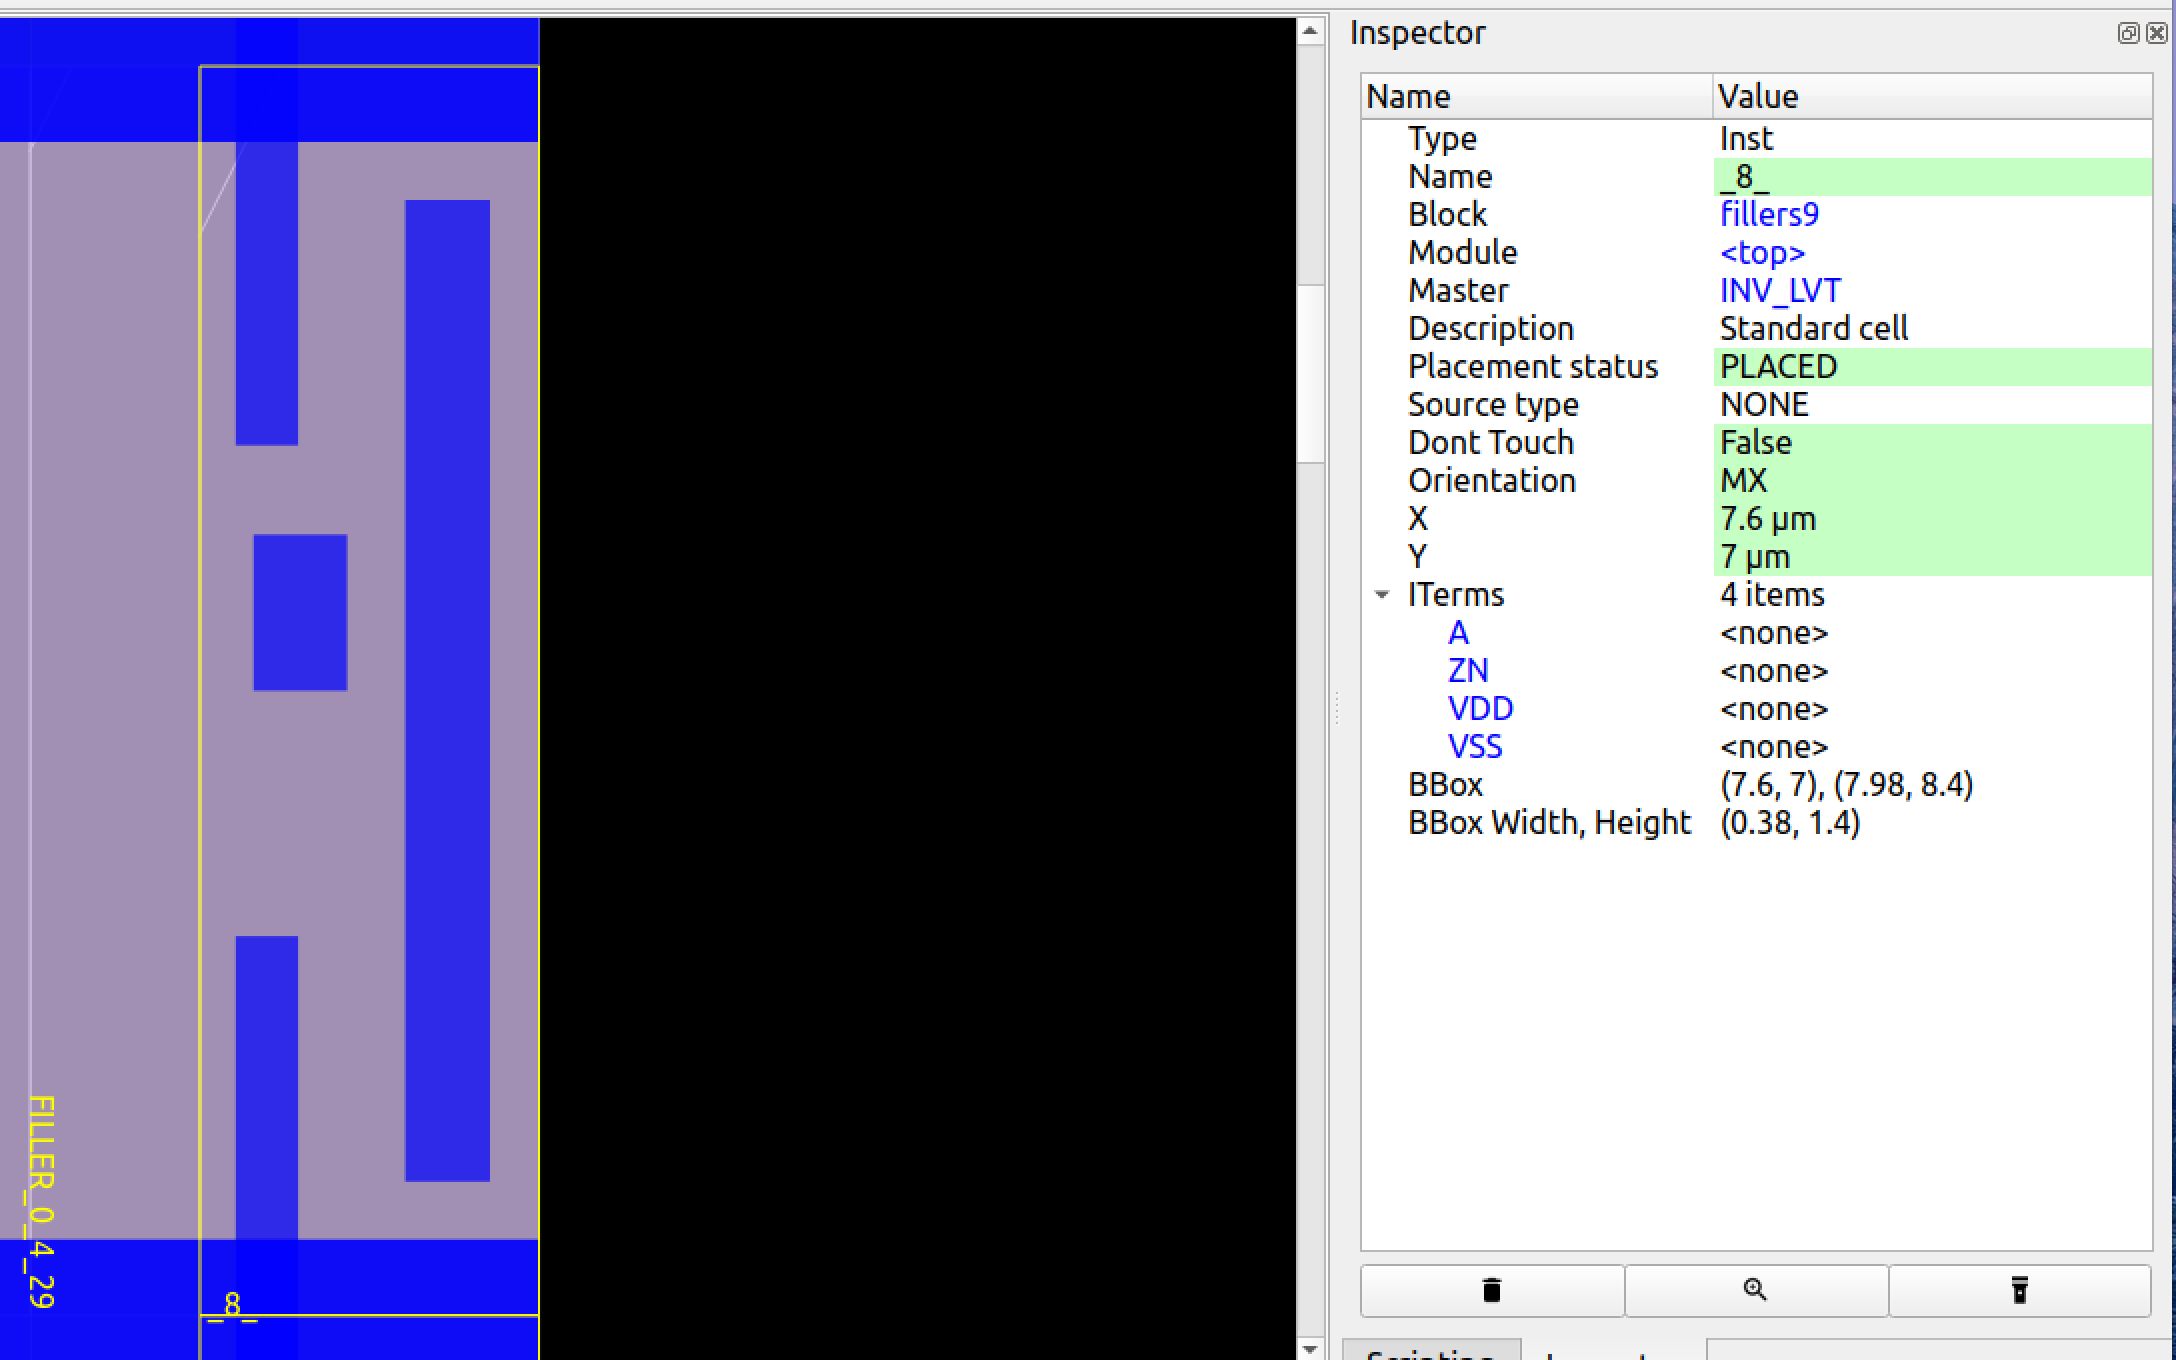 Inspector
Name Value
Type Inst
Name _8_
Block fillers9
Module <top>
Master INV_LVT
Description Standard cell
Placement status PLACED
Source type NONE
Dont Touch False
Orientation MX
X 7.6 μm
Y 7 μm
ITerms 4 items
A <none>
ZN <none>
VDD <none>
VSS <none>
BBox (7.6, 7), (7.98, 8.4)
BBox Width, Height (0.38, 1.4)
FILLER_0_4_29
_8_
Scripting